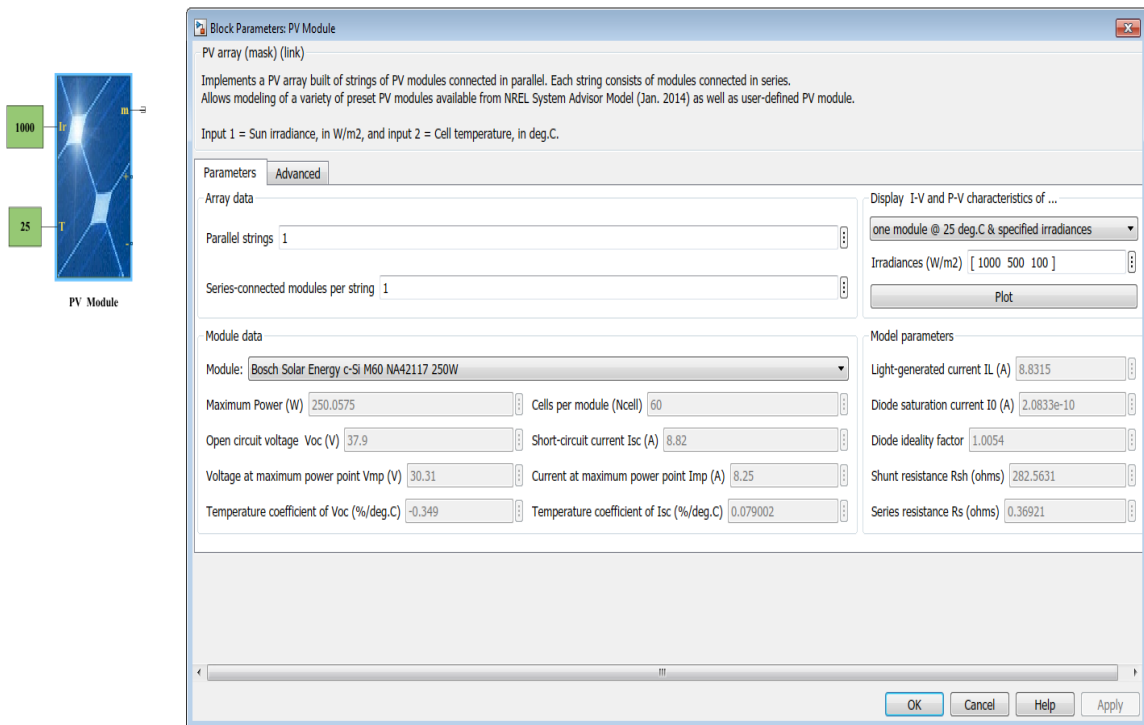 1000
Ir
m
+
25
T
-
PV Module
Block Parameters: PV Module
PV array (mask) (link)
Implements a PV array built of strings of PV modules connected in parallel. Each string consists of modules connected in series.
Allows modeling of a variety of preset PV modules available from NREL System Advisor Model (Jan. 2014) as well as user-defined PV module.
Input 1 = Sun irradiance, in W/m2, and input 2 = Cell temperature, in deg.C.
Parameters Advanced
Array data
Parallel strings 1
Series-connected modules per string 1
Display I-V and P-V characteristics of ...
one module @ 25 deg.C & specified irradiances
Irradiances (W/m2) [ 1000 500 100 ]
Plot
Module data
Module: Bosch Solar Energy c-Si M60 NA42117 250W
Maximum Power (W) 250.0575 Cells per module (Ncell) 60
Open circuit voltage Voc (V) 37.9 Short-circuit current Isc (A) 8.82
Voltage at maximum power point Vmp (V) 30.31 Current at maximum power point Imp (A) 8.25
Temperature coefficient of Voc (%/deg.C) -0.349 Temperature coefficient of Isc (%/deg.C) 0.079002
Model parameters
Light-generated current IL (A) 8.8315
Diode saturation current I0 (A) 2.0833e-10
Diode ideality factor 1.0054
Shunt resistance Rsh (ohms) 282.5631
Series resistance Rs (ohms) 0.36921
OK Cancel Help Apply